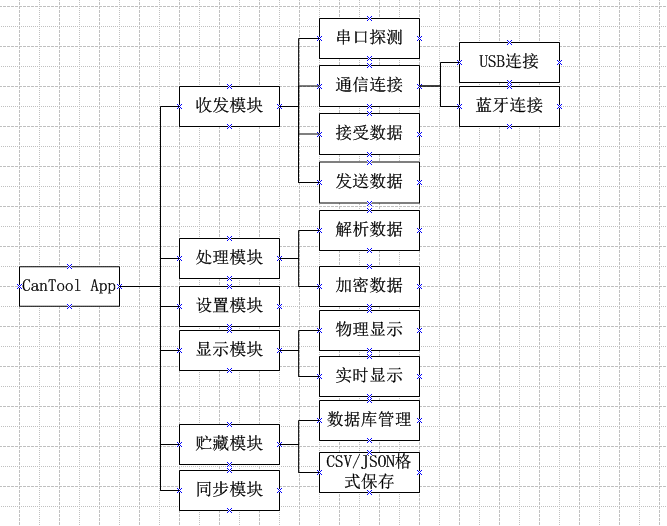 串口探测
USB连接
通信连接
收发模块
蓝牙连接
接受数据
发送数据
解析数据
处理模块
CanTool App
加密数据
设置模块
物理显示
显示模块
实时显示
数据库管理
贮藏模块
CSV/JSON格
式保存
同步模块